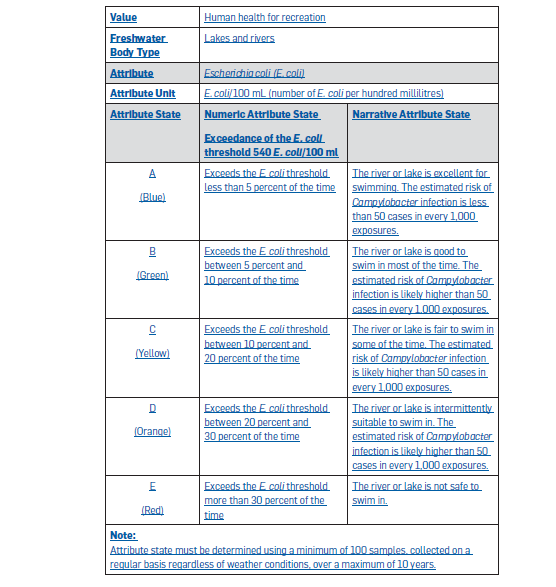 Value
Human health for recreation
Freshwater
Body Type
Lakes and rivers
Attribute
Escherichia coli (E. coli)
Attribute Unit
E. coli/100 mL (number of E. coli per hundred millilitres)
Attribute State
Numeric Attribute State
Exceedance of the E. coli
threshold 540 E. coli/100 ml
Narrative Attribute State
A
(Blue)
Exceeds the E. coli threshold
less than 5 percent of the time
The river or lake is excellent for
swimming. The estimated risk of
Campylobacter infection is less
than 50 cases in every 1,000
exposures.
B
(Green)
Exceeds the E. coli threshold
between 5 percent and
10 percent of the time
The river or lake is good to
swim in most of the time. The
estimated risk of Campylobacter
infection is likely higher than 50
cases in every 1,000 exposures.
C
(Yellow)
Exceeds the E. coli threshold
between 10 percent and
20 percent of the time
The river or lake is fair to swim in
some of the time. The estimated
risk of Campylobacter infection
is likely higher than 50 cases in
every 1,000 exposures.
D
(Orange)
Exceeds the E. coli threshold
between 20 percent and
30 percent of the time
The river or lake is intermittently
suitable to swim in. The
estimated risk of Campylobacter
infection is likely higher than 50
cases in every 1,000 exposures.
E
(Red)
Exceeds the E. coli threshold
more than 30 percent of the
time
The river or lake is not safe to
swim in.
Note:
Attribute state must be determined using a minimum of 100 samples, collected on a
regular basis regardless of weather conditions, over a maximum of 10 years.